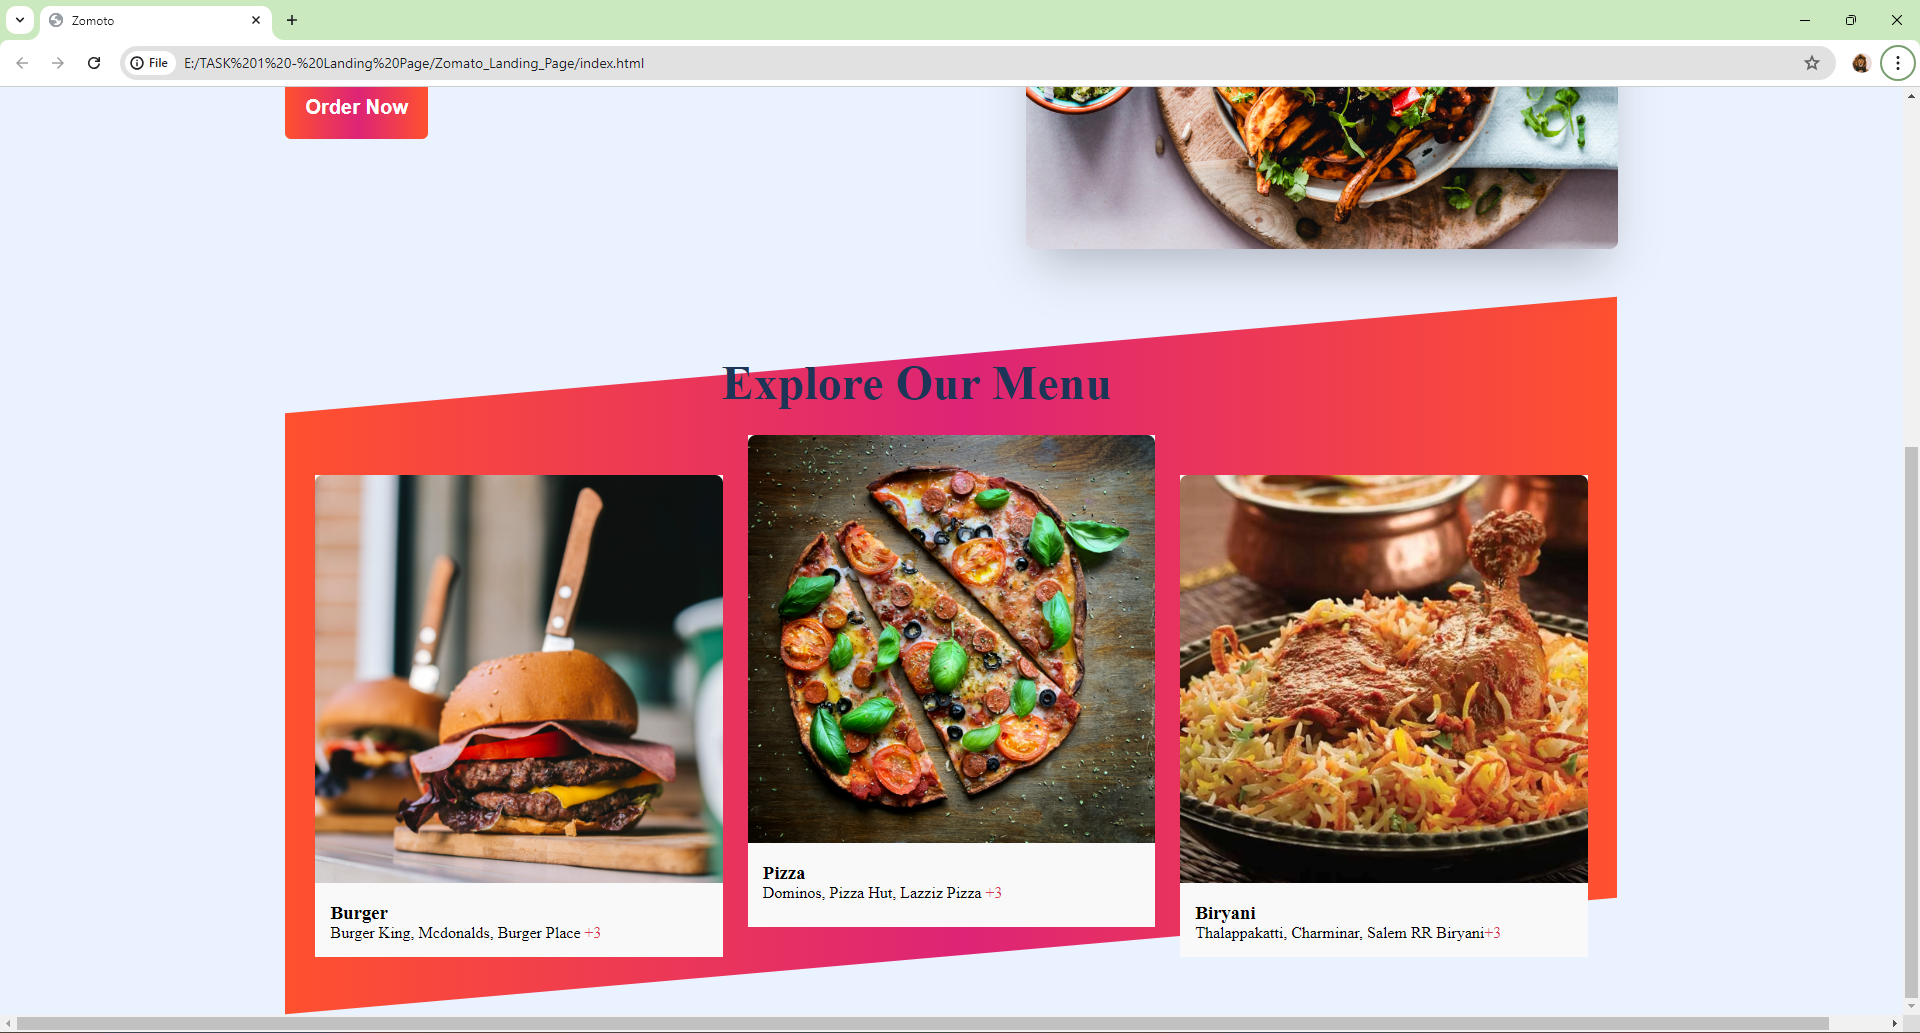 Zomoto
File
E:/TASK%201%20-%20Landing%20Page/Zomato_Landing_Page/index.html
Order Now
Explore Our Menu
Burger
Burger King, Mcdonalds, Burger Place +3
Pizza
Dominos, Pizza Hut, Lazziz Pizza +3
Biryani
Thalappakatti, Charminar, Salem RR Biryani+3